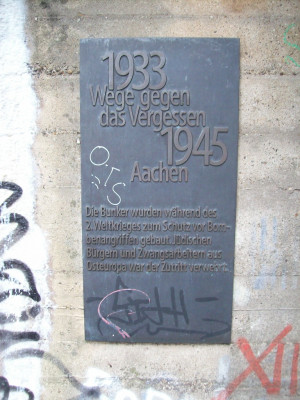 1933
Wege gegen
das Vergessen
1945
Aachen
OTS
Die Bunker wurden während des
2. Weltkrieges zum Schutz vor Bom-
benangriffen gebaut. Jüdischen
Bürgern und Zwangsarbeitern aus
Osteuropa war der Zutritt verwehrt.